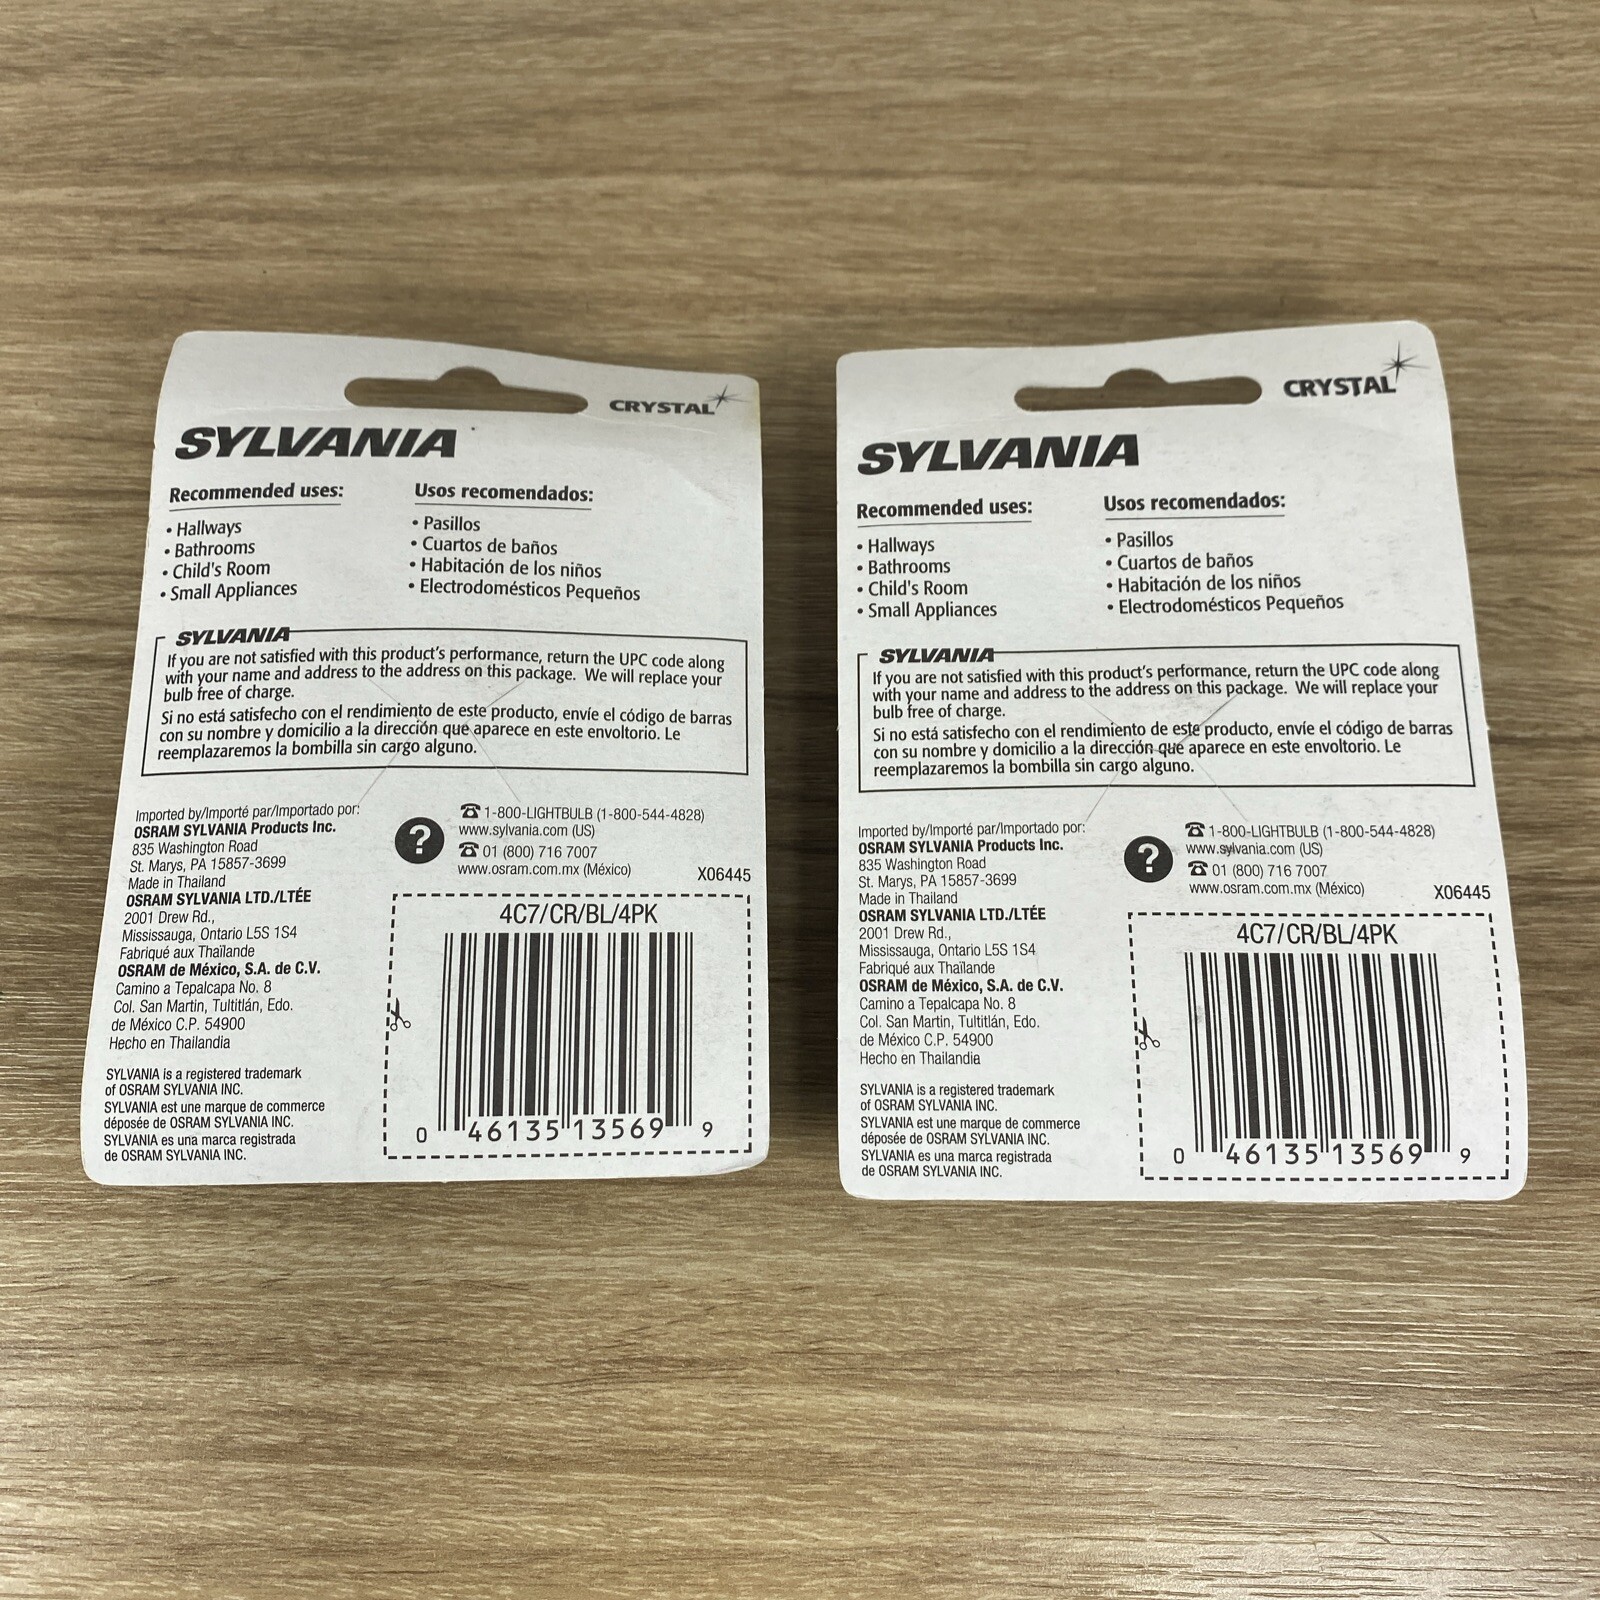 CRYSTAL
SYLVANIA
Recommended uses:
• Hallways
• Bathrooms
• Child's Room
• Small Appliances
Usos recomendados:
• Pasillos
• Cuartos de baños
• Habitación de los niños
• Electrodomésticos Pequeños
SYLVANIA
If you are not satisfied with this product's performance, return the UPC code along
with your name and address to the address on this package. We will replace your
bulb free of charge.
Si no está satisfecho con el rendimiento de este producto, envíe el código de barras
con su nombre y domicilio a la dirección que aparece en este envoltorio. Le
reemplazaremos la bombilla sin cargo alguno.
Imported by/Importé par/Importado por:
OSRAM SYLVANIA Products Inc.
835 Washington Road
St. Marys, PA 15857-3699
Made in Thailand
OSRAM SYLVANIA LTD./LTÉE
2001 Drew Rd.,
Mississauga, Ontario L5S 1S4
Fabriqué aux Thaïlande
OSRAM de México, S.A. de C.V.
Camino a Tepalcapa No. 8
Col. San Martin, Tultitlán, Edo.
de México C.P. 54900
Hecho en Thailandia
SYLVANIA is a registered trademark
of OSRAM SYLVANIA INC.
SYLVANIA est une marque de commerce
déposée de OSRAM SYLVANIA INC.
SYLVANIA es una marca registrada
de OSRAM SYLVANIA INC.
?
☎ 1-800-LIGHTBULB (1-800-544-4828)
www.sylvania.com (US)
☎ 01 (800) 716 7007
www.osram.com.mx (México)
X06445
4C7/CR/BL/4PK
0 46135 13569 9
CRYSTAL
SYLVANIA
Recommended uses:
• Hallways
• Bathrooms
• Child's Room
• Small Appliances
Usos recomendados:
• Pasillos
• Cuartos de baños
• Habitación de los niños
• Electrodomésticos Pequeños
SYLVANIA
If you are not satisfied with this product's performance, return the UPC code along
with your name and address to the address on this package. We will replace your
bulb free of charge.
Si no está satisfecho con el rendimiento de este producto, envíe el código de barras
con su nombre y domicilio a la dirección que aparece en este envoltorio. Le
reemplazaremos la bombilla sin cargo alguno.
Imported by/Importé par/Importado por:
OSRAM SYLVANIA Products Inc.
835 Washington Road
St. Marys, PA 15857-3699
Made in Thailand
OSRAM SYLVANIA LTD./LTÉE
2001 Drew Rd.,
Mississauga, Ontario L5S 1S4
Fabriqué aux Thaïlande
OSRAM de México, S.A. de C.V.
Camino a Tepalcapa No. 8
Col. San Martin, Tultitlán, Edo.
de México C.P. 54900
Hecho en Thailandia
SYLVANIA is a registered trademark
of OSRAM SYLVANIA INC.
SYLVANIA est une marque de commerce
déposée de OSRAM SYLVANIA INC.
SYLVANIA es una marca registrada
de OSRAM SYLVANIA INC.
?
☎ 1-800-LIGHTBULB (1-800-544-4828)
www.sylvania.com (US)
☎ 01 (800) 716 7007
www.osram.com.mx (México)
X06445
4C7/CR/BL/4PK
0 46135 13569 9